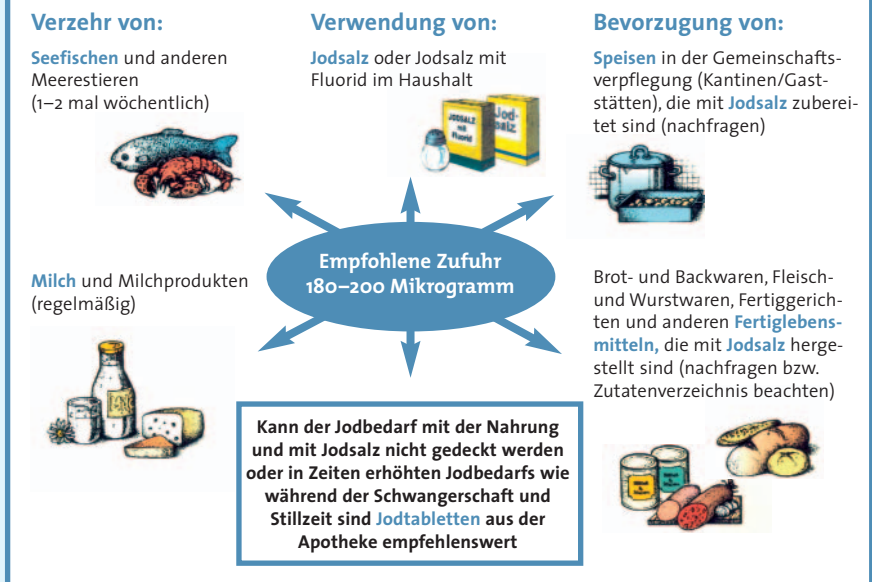 Verzehr von:
Seefischen und anderen
Meerestieren
(1–2 mal wöchentlich)
Milch und Milchprodukten
(regelmäßig)
Verwendung von:
Jodsalz oder Jodsalz mit
Fluorid im Haushalt
JODSALZ
mit
Fluorid
Jod-
salz
Bevorzugung von:
Speisen in der Gemeinschafts-
verpflegung (Kantinen/Gast-
stätten), die mit Jodsalz zuberei-
tet sind (nachfragen)
Brot- und Backwaren, Fleisch-
und Wurstwaren, Fertiggerich-
ten und anderen Fertiglebens-
mitteln, die mit Jodsalz herge-
stellt sind (nachfragen bzw.
Zutatenverzeichnis beachten)
Empfohlene Zufuhr
180–200 Mikrogramm
Kann der Jodbedarf mit der Nahrung
und mit Jodsalz nicht gedeckt werden
oder in Zeiten erhöhten Jodbedarfs wie
während der Schwangerschaft und
Stillzeit sind Jodtabletten aus der
Apotheke empfehlenswert